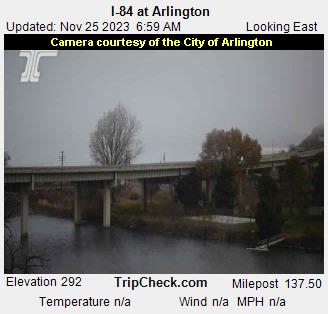 I-84 at Arlington
Updated: Nov 25 2023 6:59 AM Looking East
Camera courtesy of the City of Arlington
Elevation 292 TripCheck.com Milepost 137.50
Temperature n/a Wind n/a MPH n/a